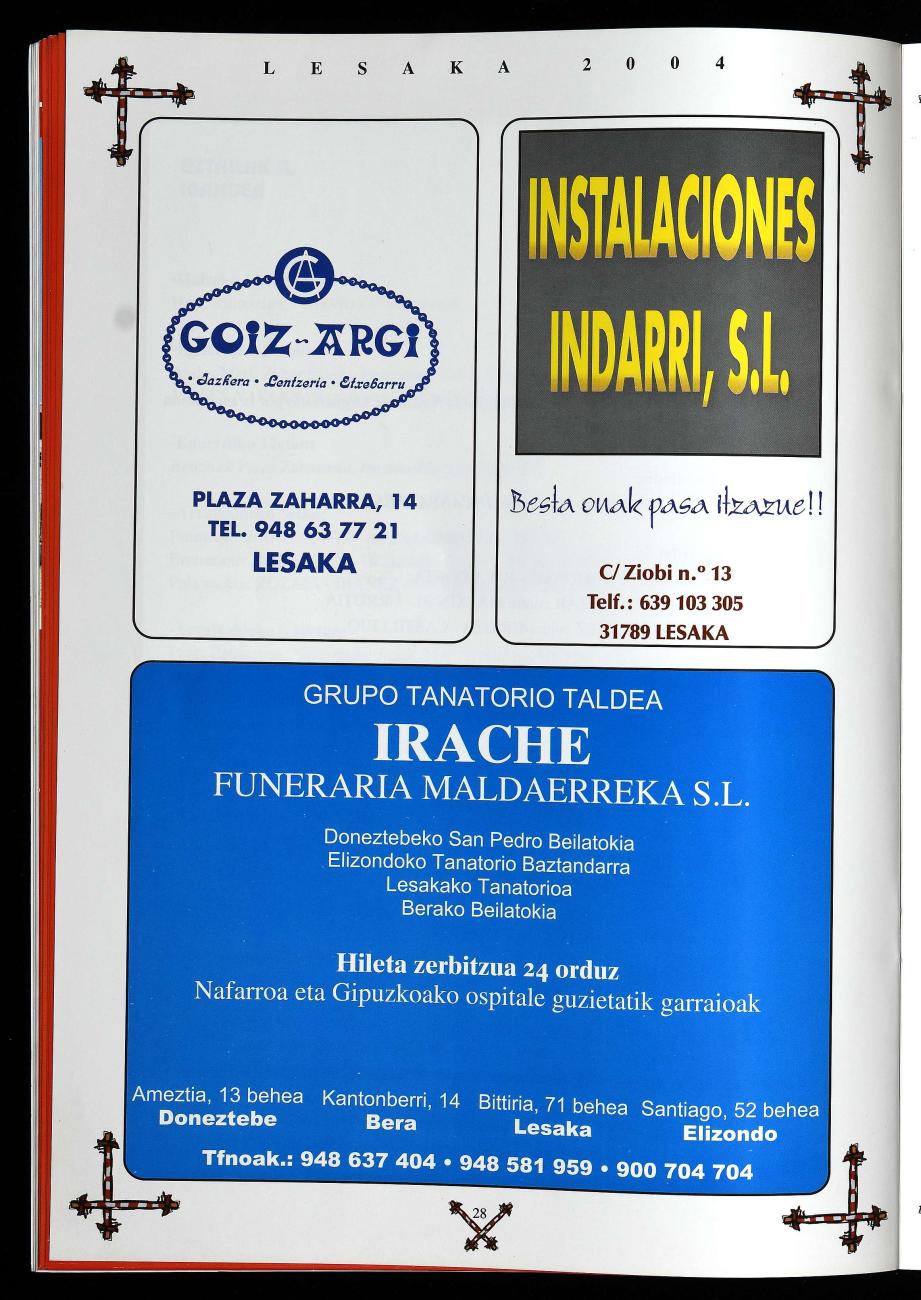 LESAKA 2004
GOIZ-ARGI
• Jazkera • Lentzeria • Etxebarru
PLAZA ZAHARRA, 14
TEL. 948 63 77 21
LESAKA
INSTALACIONES
INDARRI, S.L.
Besta onak pasa itzazue!!
C/ Ziobi n.º 13
Telf.: 639 103 305
31789 LESAKA
GRUPO TANATORIO TALDEA
IRACHE
FUNERARIA MALDAERREKA S.L.
Doneztebeko San Pedro Beilatokia
Elizondoko Tanatorio Baztandarra
Lesakako Tanatorioa
Berako Beilatokia
Hileta zerbitzua 24 orduz
Nafarroa eta Gipuzkoako ospitale guzietatik garraioak
Ameztia, 13 behea
Doneztebe
Kantonberri, 14
Bera
Bittiria, 71 behea
Lesaka
Santiago, 52 behea
Elizondo
Tfnoak.: 948 637 404 • 948 581 959 • 900 704 704
28